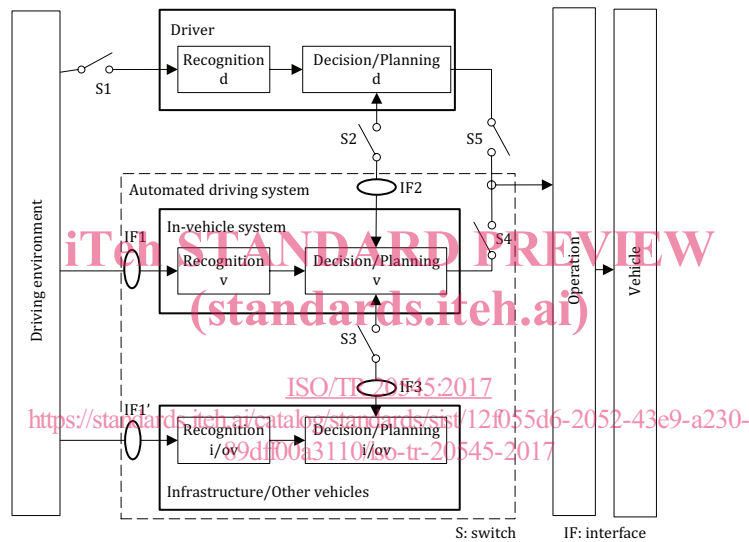 Driver
Recognition
d
Decision/Planning
d
S1
S2
S5
Automated driving system
IF2
IF1
In-vehicle system
Recognition
v
Decision/Planning
v
S4
Driving environment
Operation
Vehicle
iTeh STANDARD PREVIEW
(standards.iteh.ai)
S3
ISO/TR 20545:2017
IF3
IF1’
https://standards.iteh.ai/catalog/standards/sist/12f055d6-2052-43e9-a230-
89dff00a3110/iso-tr-20545-2017
Recognition
i/ov
Decision/Planning
i/ov
Infrastructure/Other vehicles
S: switch
IF: interface